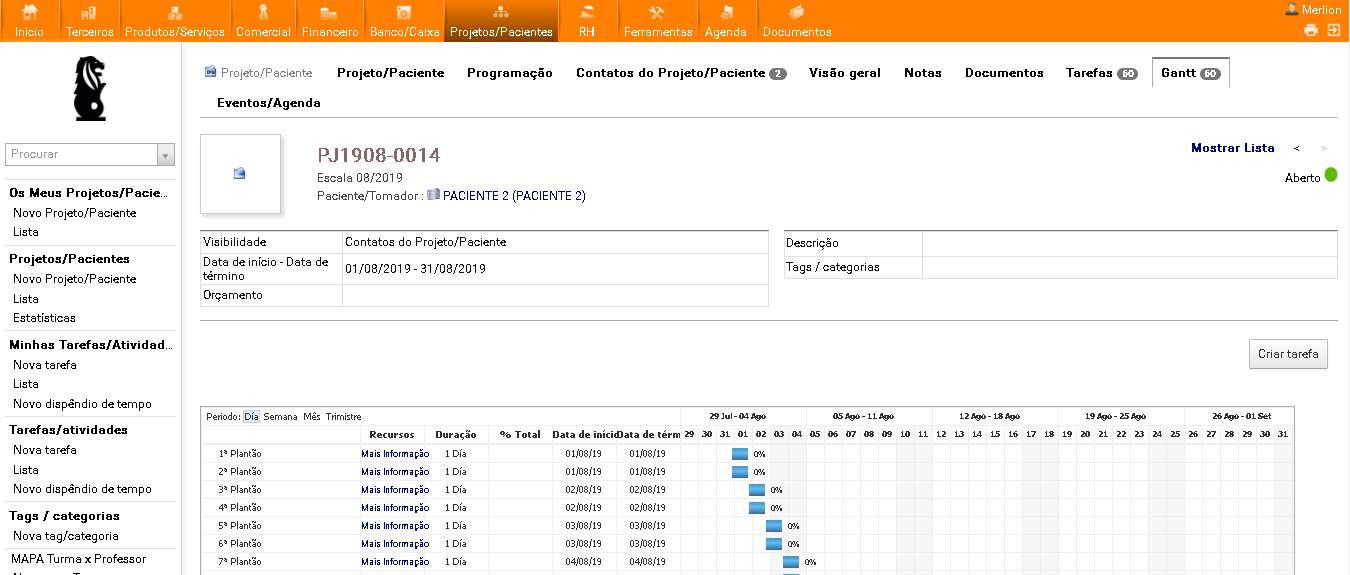 Início Terceiros Produtos/Serviços Comercial Financeiro Banco/Caixa Projetos/Pacientes RH Ferramentas Agenda Documentos
Merlion
Procurar
Os Meus Projetos/Pacie...
Novo Projeto/Paciente
Lista
Projetos/Pacientes
Novo Projeto/Paciente
Lista
Estatísticas
Minhas Tarefas/Atividad...
Nova tarefa
Lista
Novo dispêndio de tempo
Tarefas/atividades
Nova tarefa
Lista
Novo dispêndio de tempo
Tags / categorias
Nova tag/categoria
MAPA Turma x Professor
Projeto/Paciente Projeto/Paciente Programação Contatos do Projeto/Paciente 2 Visão geral Notas Documentos Tarefas 60 Gantt 60
Eventos/Agenda
PJ1908-0014
Escala 08/2019
Paciente/Tomador : PACIENTE 2 (PACIENTE 2)
Mostrar Lista < >
Aberto
Visibilidade Contatos do Projeto/Paciente
Data de início - Data de término 01/08/2019 - 31/08/2019
Orçamento
Descrição
Tags / categorias
Criar tarefa
Periodo: Día Semana Mês Trimistre 29 Jul - 04 Ago 05 Ago - 11 Ago 12 Ago - 18 Ago 19 Ago - 25 Ago 26 Ago - 01 Set
Recursos Duração % Total Data de início Data de térm 29 30 31 01 02 03 04 05 06 07 08 09 10 11 12 13 14 15 16 17 18 19 20 21 22 23 24 25 26 27 28 29 30 31
1ª Plantão Mais Informação 1 Día 01/08/19 01/08/19 0%
2ª Plantão Mais Informação 1 Día 01/08/19 01/08/19 0%
3ª Plantão Mais Informação 1 Día 02/08/19 02/08/19 0%
4ª Plantão Mais Informação 1 Día 02/08/19 02/08/19 0%
5ª Plantão Mais Informação 1 Día 03/08/19 03/08/19 0%
6ª Plantão Mais Informação 1 Día 03/08/19 03/08/19 0%
7ª Plantão Mais Informação 1 Día 04/08/19 04/08/19 0%